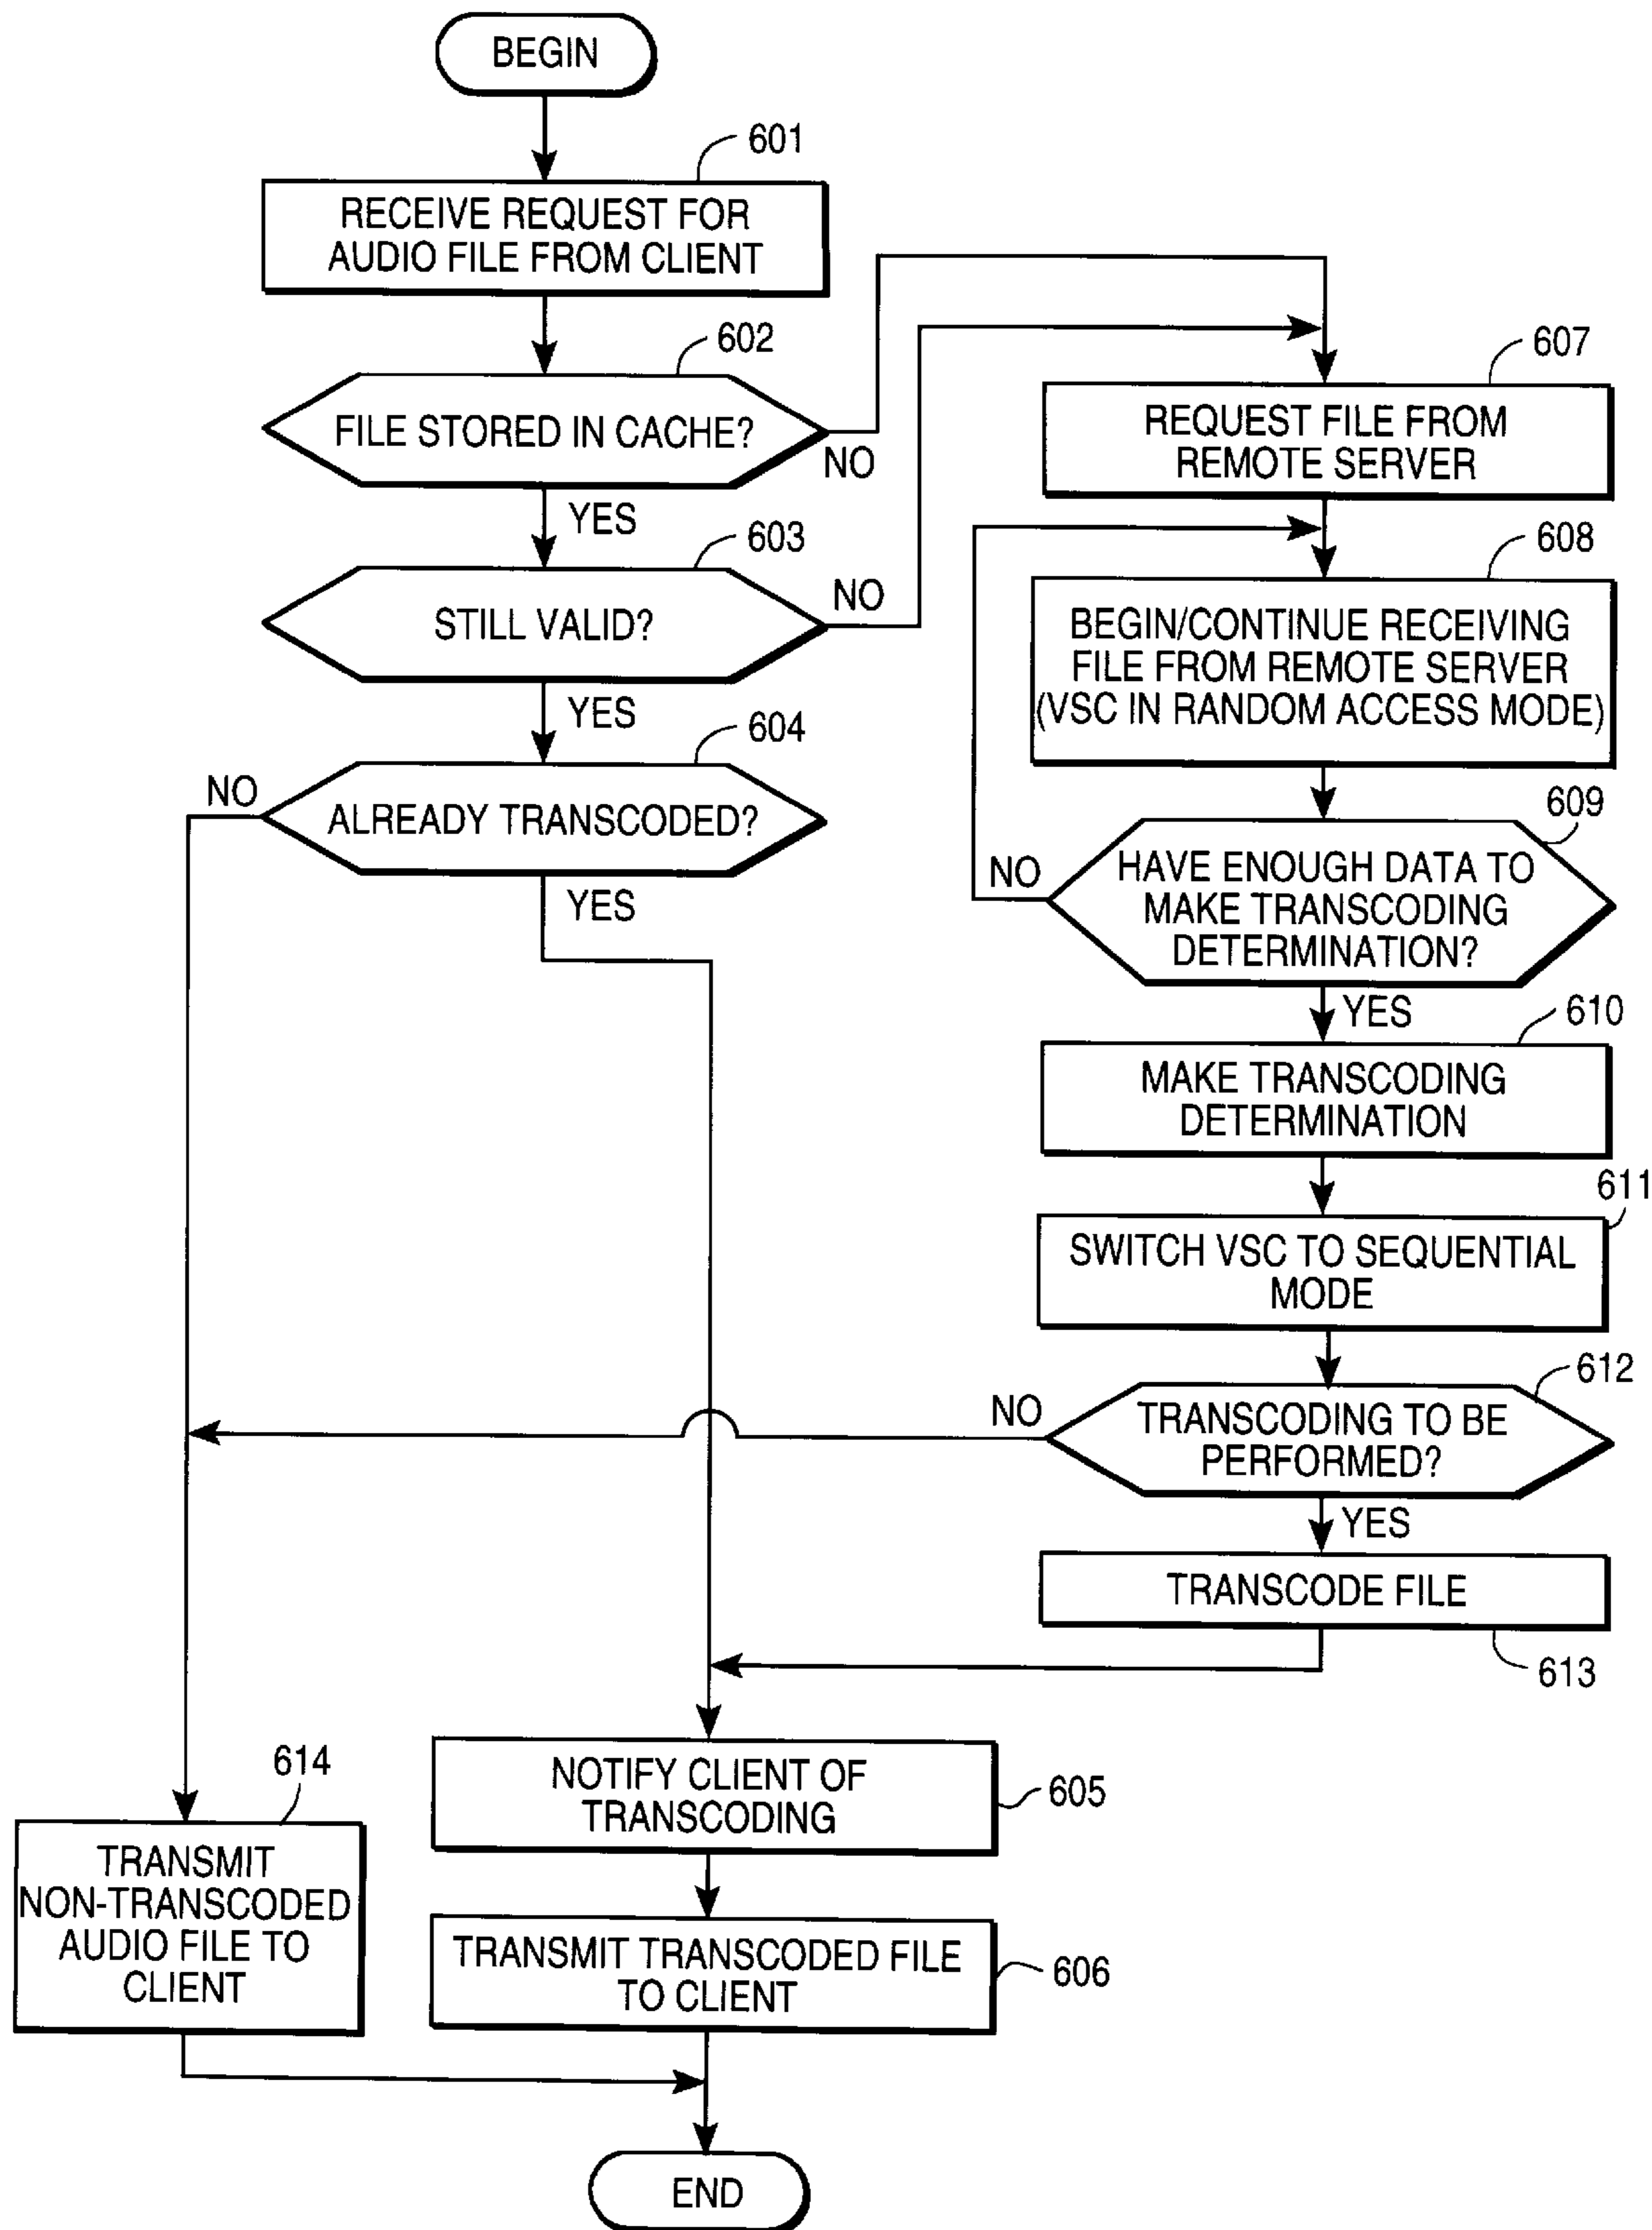 BEGIN
601
RECEIVE REQUEST FOR
AUDIO FILE FROM CLIENT
602
FILE STORED IN CACHE?
NO
YES
603
STILL VALID?
NO
YES
604
NO
ALREADY TRANSCODED?
YES
607
REQUEST FILE FROM
REMOTE SERVER
608
BEGIN/CONTINUE RECEIVING
FILE FROM REMOTE SERVER
(VSC IN RANDOM ACCESS MODE)
609
NO
HAVE ENOUGH DATA TO
MAKE TRANSCODING
DETERMINATION?
YES
610
MAKE TRANSCODING
DETERMINATION
611
SWITCH VSC TO SEQUENTIAL
MODE
612
NO
TRANSCODING TO BE
PERFORMED?
YES
TRANSCODE FILE
613
614
TRANSMIT
NON-TRANSCODED
AUDIO FILE TO
CLIENT
NOTIFY CLIENT OF
TRANSCODING
605
TRANSMIT TRANSCODED FILE
TO CLIENT
606
END